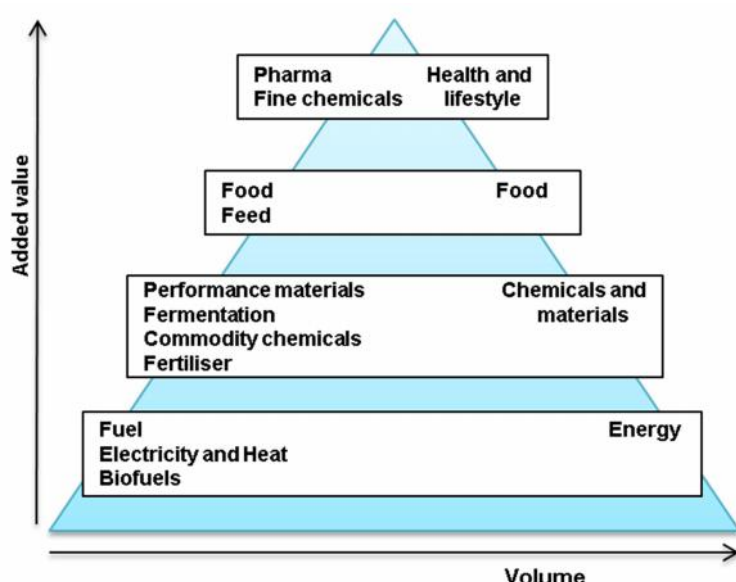 Added value
Pharma
Fine chemicals
Health and
lifestyle
Food
Feed
Food
Performance materials
Fermentation
Commodity chemicals
Fertiliser
Chemicals and
materials
Fuel
Electricity and Heat
Biofuels
Energy
Volume